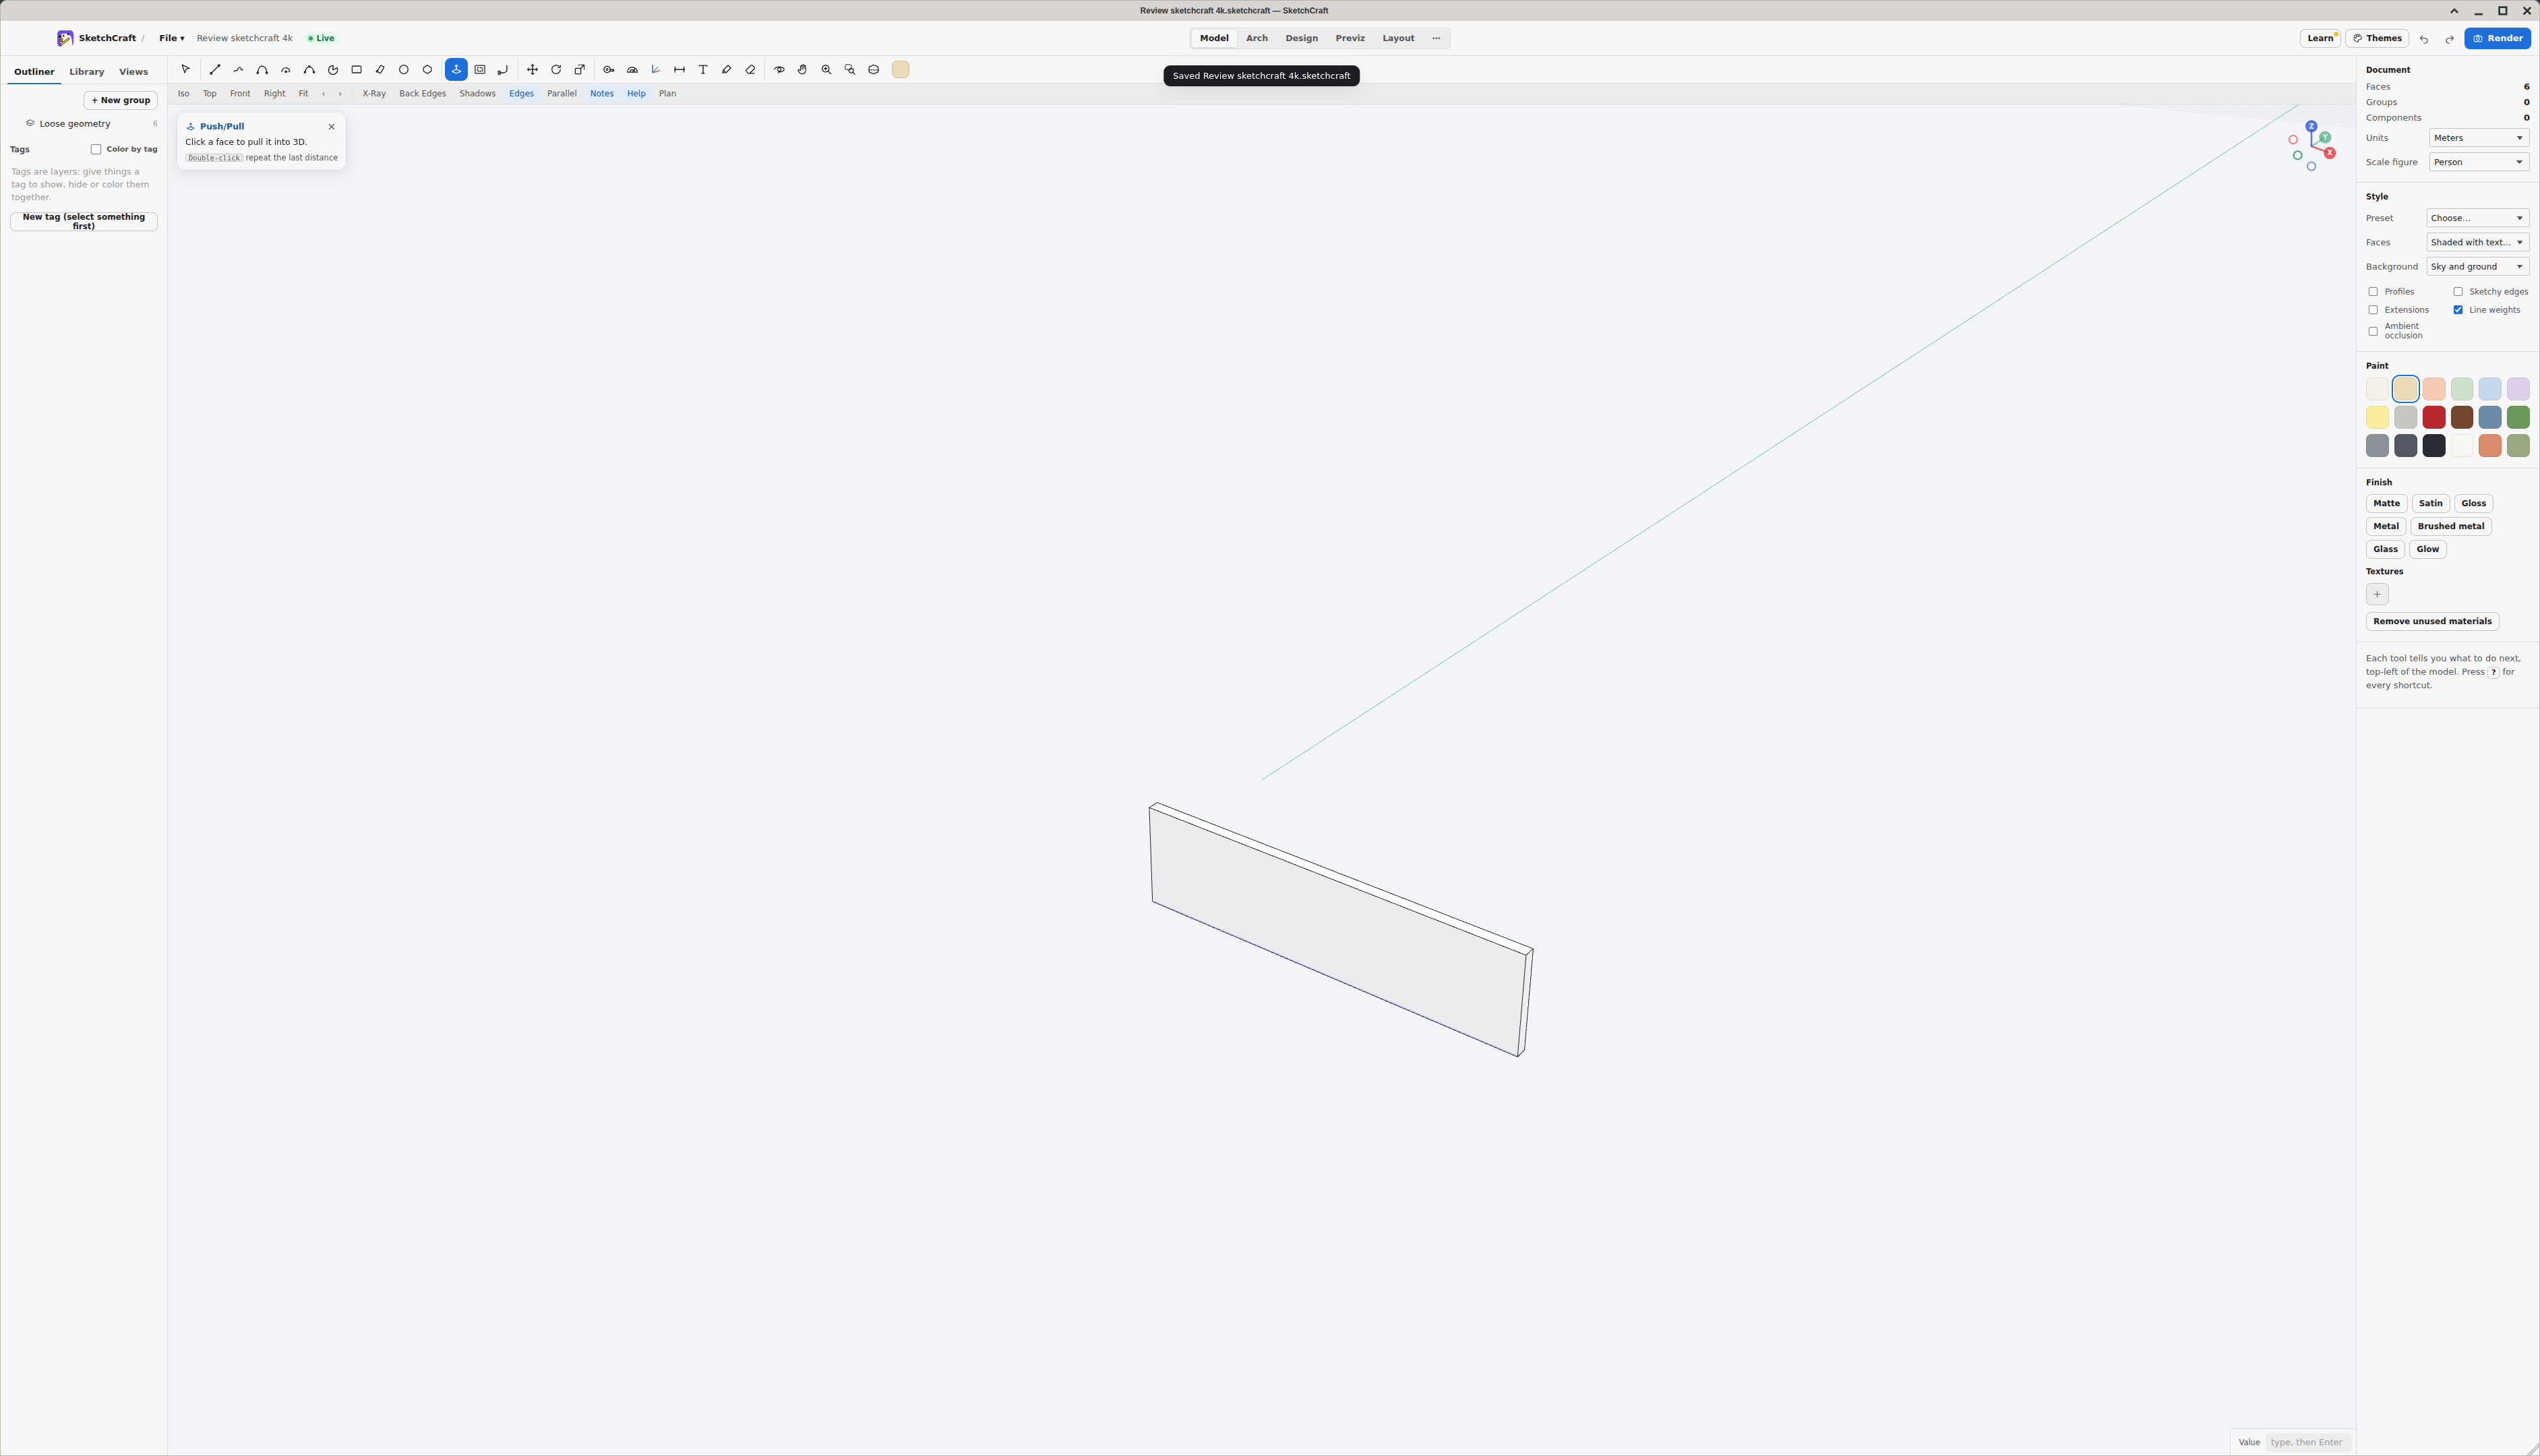 Review sketchcraft 4k.sketchcraft — SketchCraft
SketchCraft / File ▾ Review sketchcraft 4k Live
Model Arch Design Previz Layout ···
Learn Themes Render
Outliner Library Views
+ New group
Loose geometry 6
Tags Color by tag
Tags are layers: give things a
tag to show, hide or color them
together.
New tag (select something
first)
Saved Review sketchcraft 4k.sketchcraft
Iso Top Front Right Fit ‹ › X-Ray Back Edges Shadows Edges Parallel Notes Help Plan
Push/Pull
Click a face to pull it into 3D.
Double-click repeat the last distance
Z
Y
X
Document
Faces 6
Groups 0
Components 0
Units Meters
Scale figure Person
Style
Preset Choose...
Faces Shaded with text...
Background Sky and ground
Profiles Sketchy edges
Extensions Line weights
Ambient
occlusion
Paint
Finish
Matte Satin Gloss
Metal Brushed metal
Glass Glow
Textures
+
Remove unused materials
Each tool tells you what to do next,
top-left of the model. Press ? for
every shortcut.
Value type, then Enter